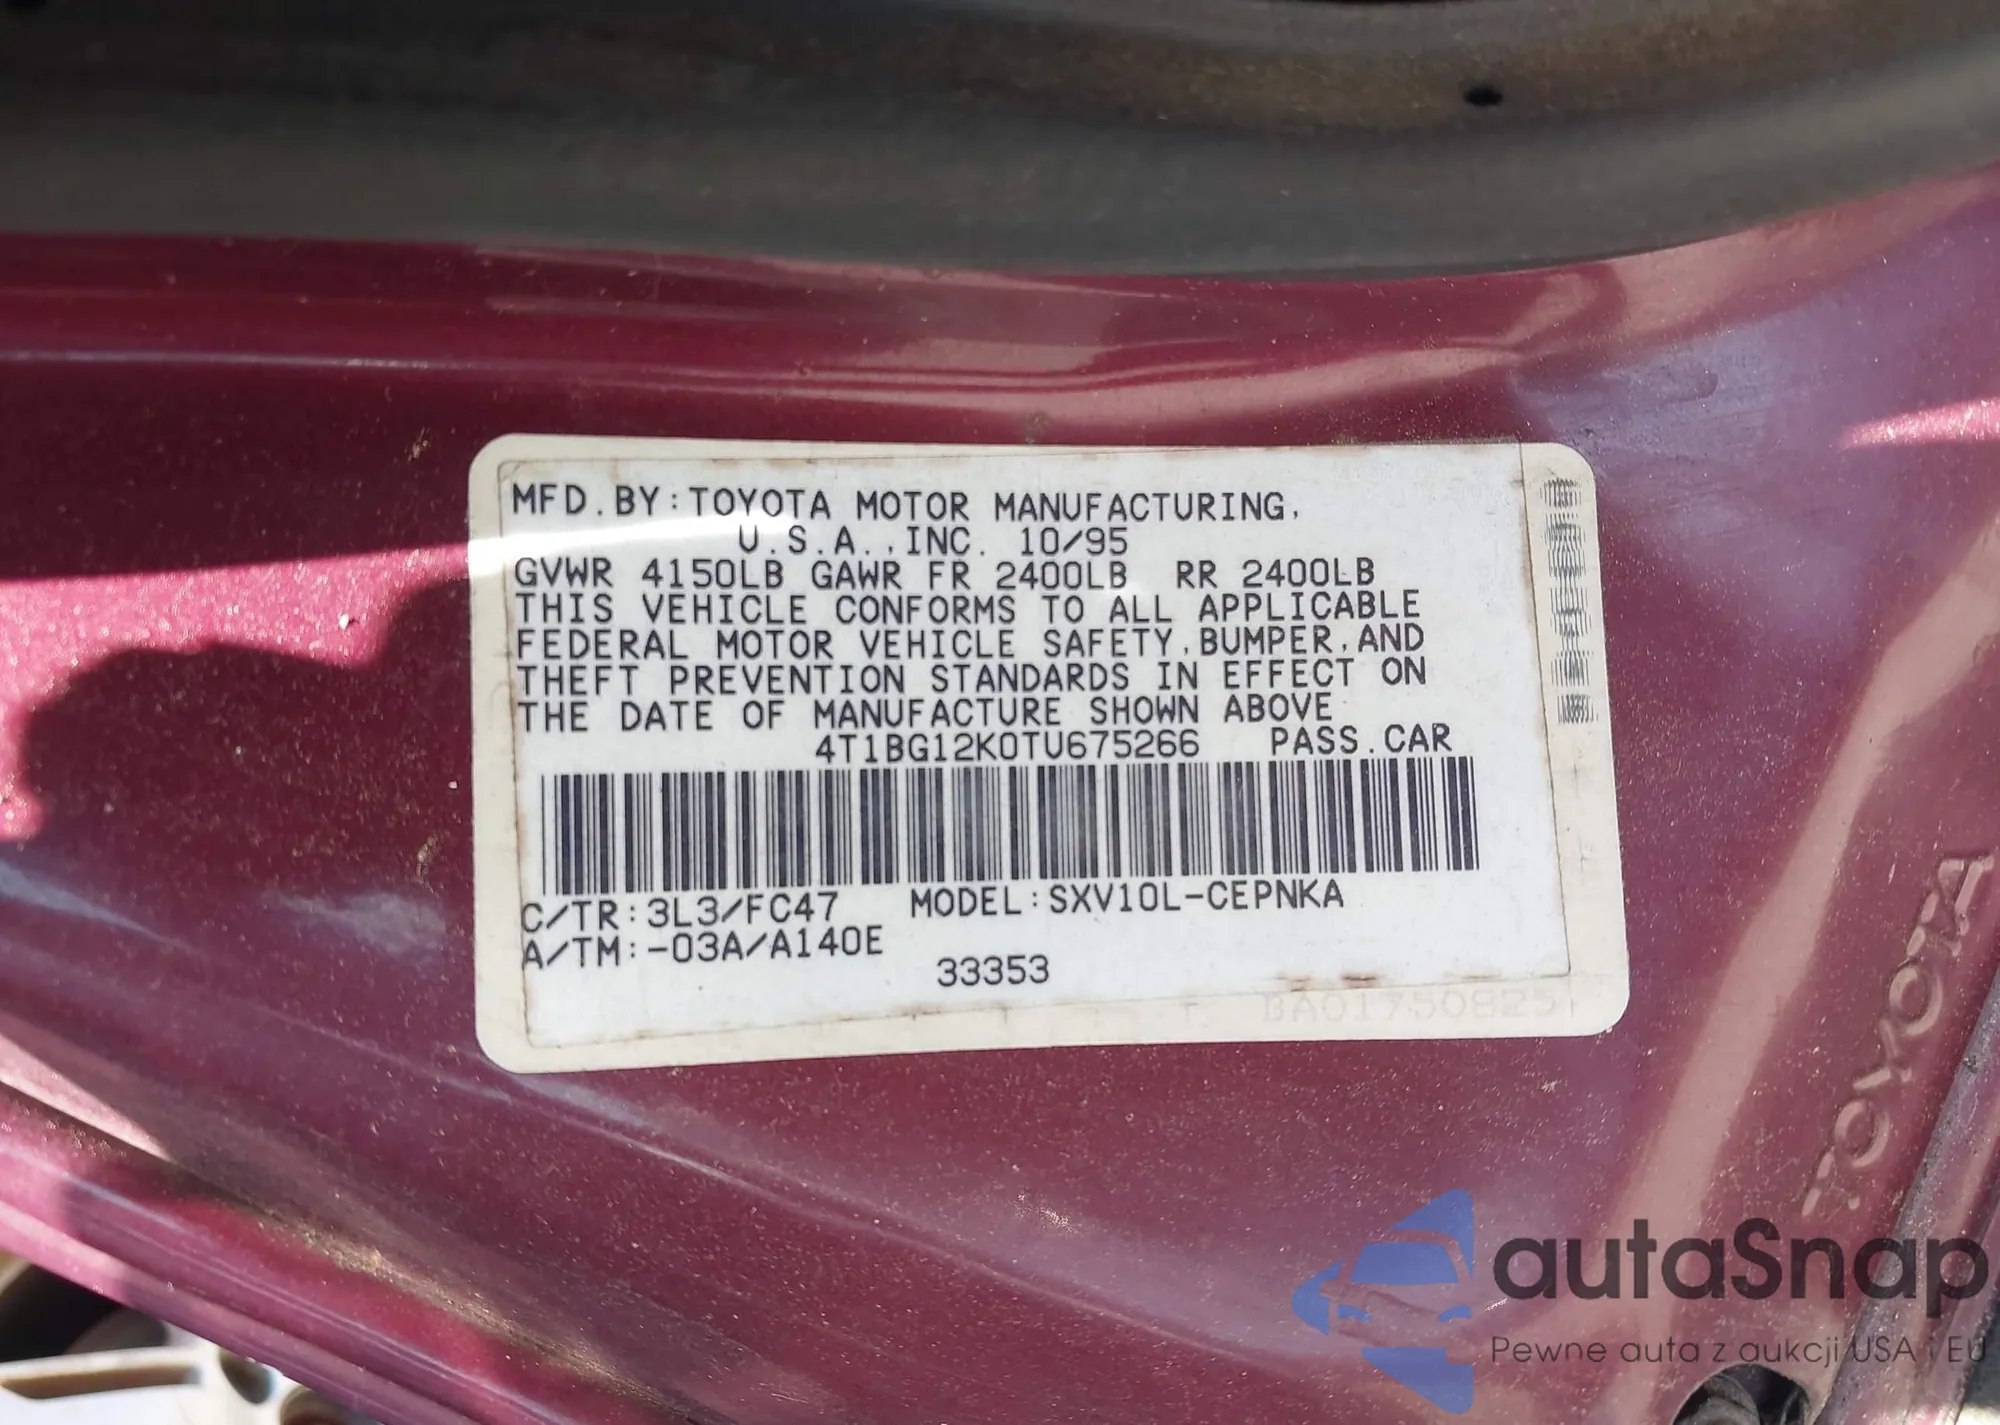 MFD.BY:TOYOTA MOTOR MANUFACTURING,
U.S.A.,INC. 10/95
GVWR 4150LB GAWR FR 2400LB RR 2400LB
THIS VEHICLE CONFORMS TO ALL APPLICABLE
FEDERAL MOTOR VEHICLE SAFETY,BUMPER,AND
THEFT PREVENTION STANDARDS IN EFFECT ON
THE DATE OF MANUFACTURE SHOWN ABOVE
4T1BG12K0TU675266 PASS.CAR
C/TR:3L3/FC47 MODEL:SXV10L-CEPNKA
A/TM:-03A/A140E
33353
BA01750825
TOYOTA
autaSnap
Pewne auta z aukcji USA i EU